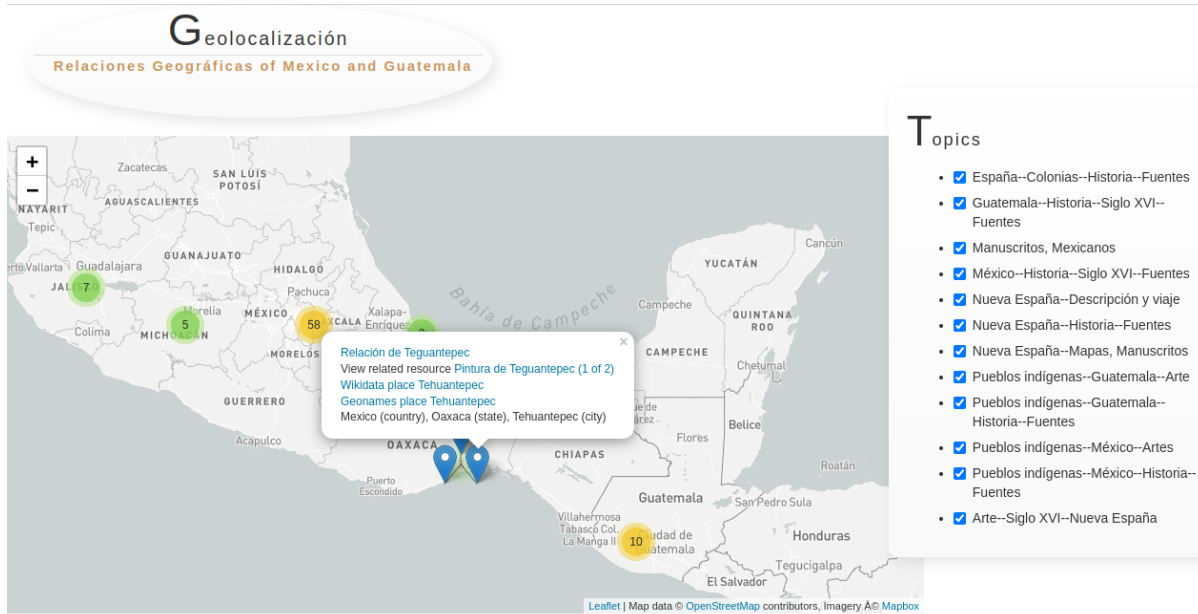 Geolocalización
Relaciones Geográficas of Mexico and Guatemala
Topics
España--Colonias--Historia--Fuentes
Guatemala--Historia--Siglo XVI--
Fuentes
Manuscritos, Mexicanos
México--Historia--Siglo XVI--Fuentes
Nueva España--Descripción y viaje
Nueva España--Historia--Fuentes
Nueva España--Mapas, Manuscritos
Pueblos indígenas--Guatemala--Arte
Pueblos indígenas--Guatemala--
Historia--Fuentes
Pueblos indígenas--México--Artes
Pueblos indígenas--México--Historia--
Fuentes
Arte--Siglo XVI--Nueva España
+
−
Zacatecas
SAN LUIS
POTOSÍ
AGUASCALIENTES
NAYARIT
Tepic
GUANAJUATO
Guadalajara
HIDALGO
7
Pachuca
MÉXICO
58
Xalapa-
Enríquez
5
Morelia
Colima
MORELOS
GUERRERO
Acapulco
OAXACA
Puerto
Escondido
Bahía de Campeche
Cancún
YUCATÁN
Campeche
QUINTANA
ROO
CAMPECHE
Chetumal
Belice
Flores
CHIAPAS
Roatán
Guatemala
San Pedro Sula
Villahermosa
Tabasco Col.
La Manga II
10
Honduras
Tegucigalpa
El Salvador
Relación de Teguantepec
×
View related resource Pintura de Teguantepec (1 of 2)
Wikidata place Tehuantepec
Geonames place Tehuantepec
Mexico (country), Oaxaca (state), Tehuantepec (city)
Leaflet | Map data © OpenStreetMap contributors, Imagery Â© Mapbox